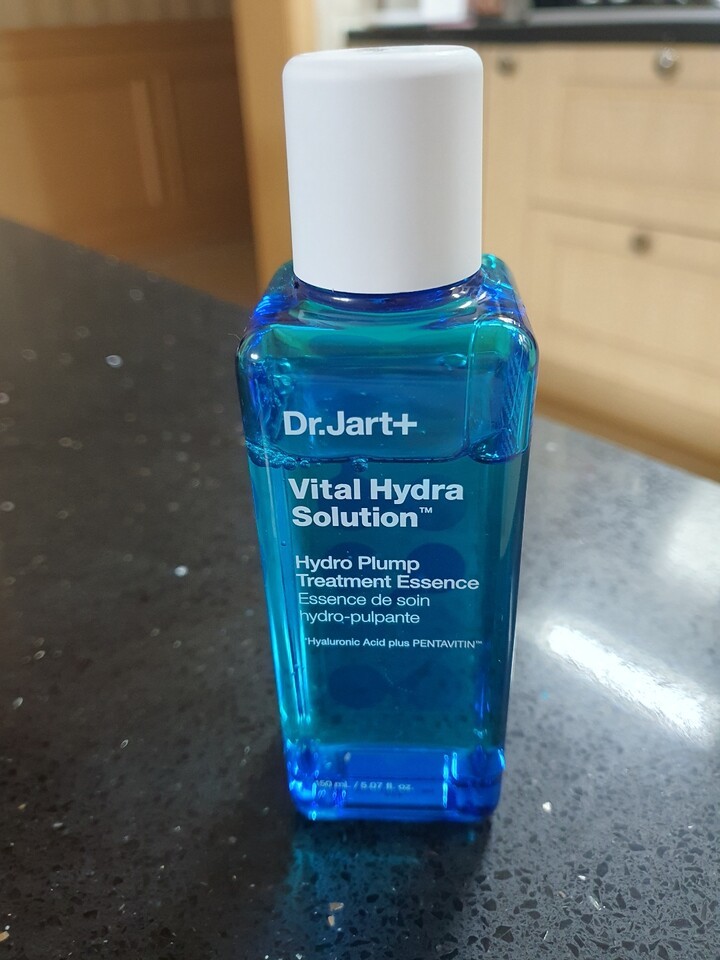 Dr.Jart+
Vital Hydra
Solution™
Hydro Plump
Treatment Essence
Essence de soin
hydro-pulpante
*Hyaluronic Acid plus PENTAVITIN™
150 mL / 5.07 fl. oz.